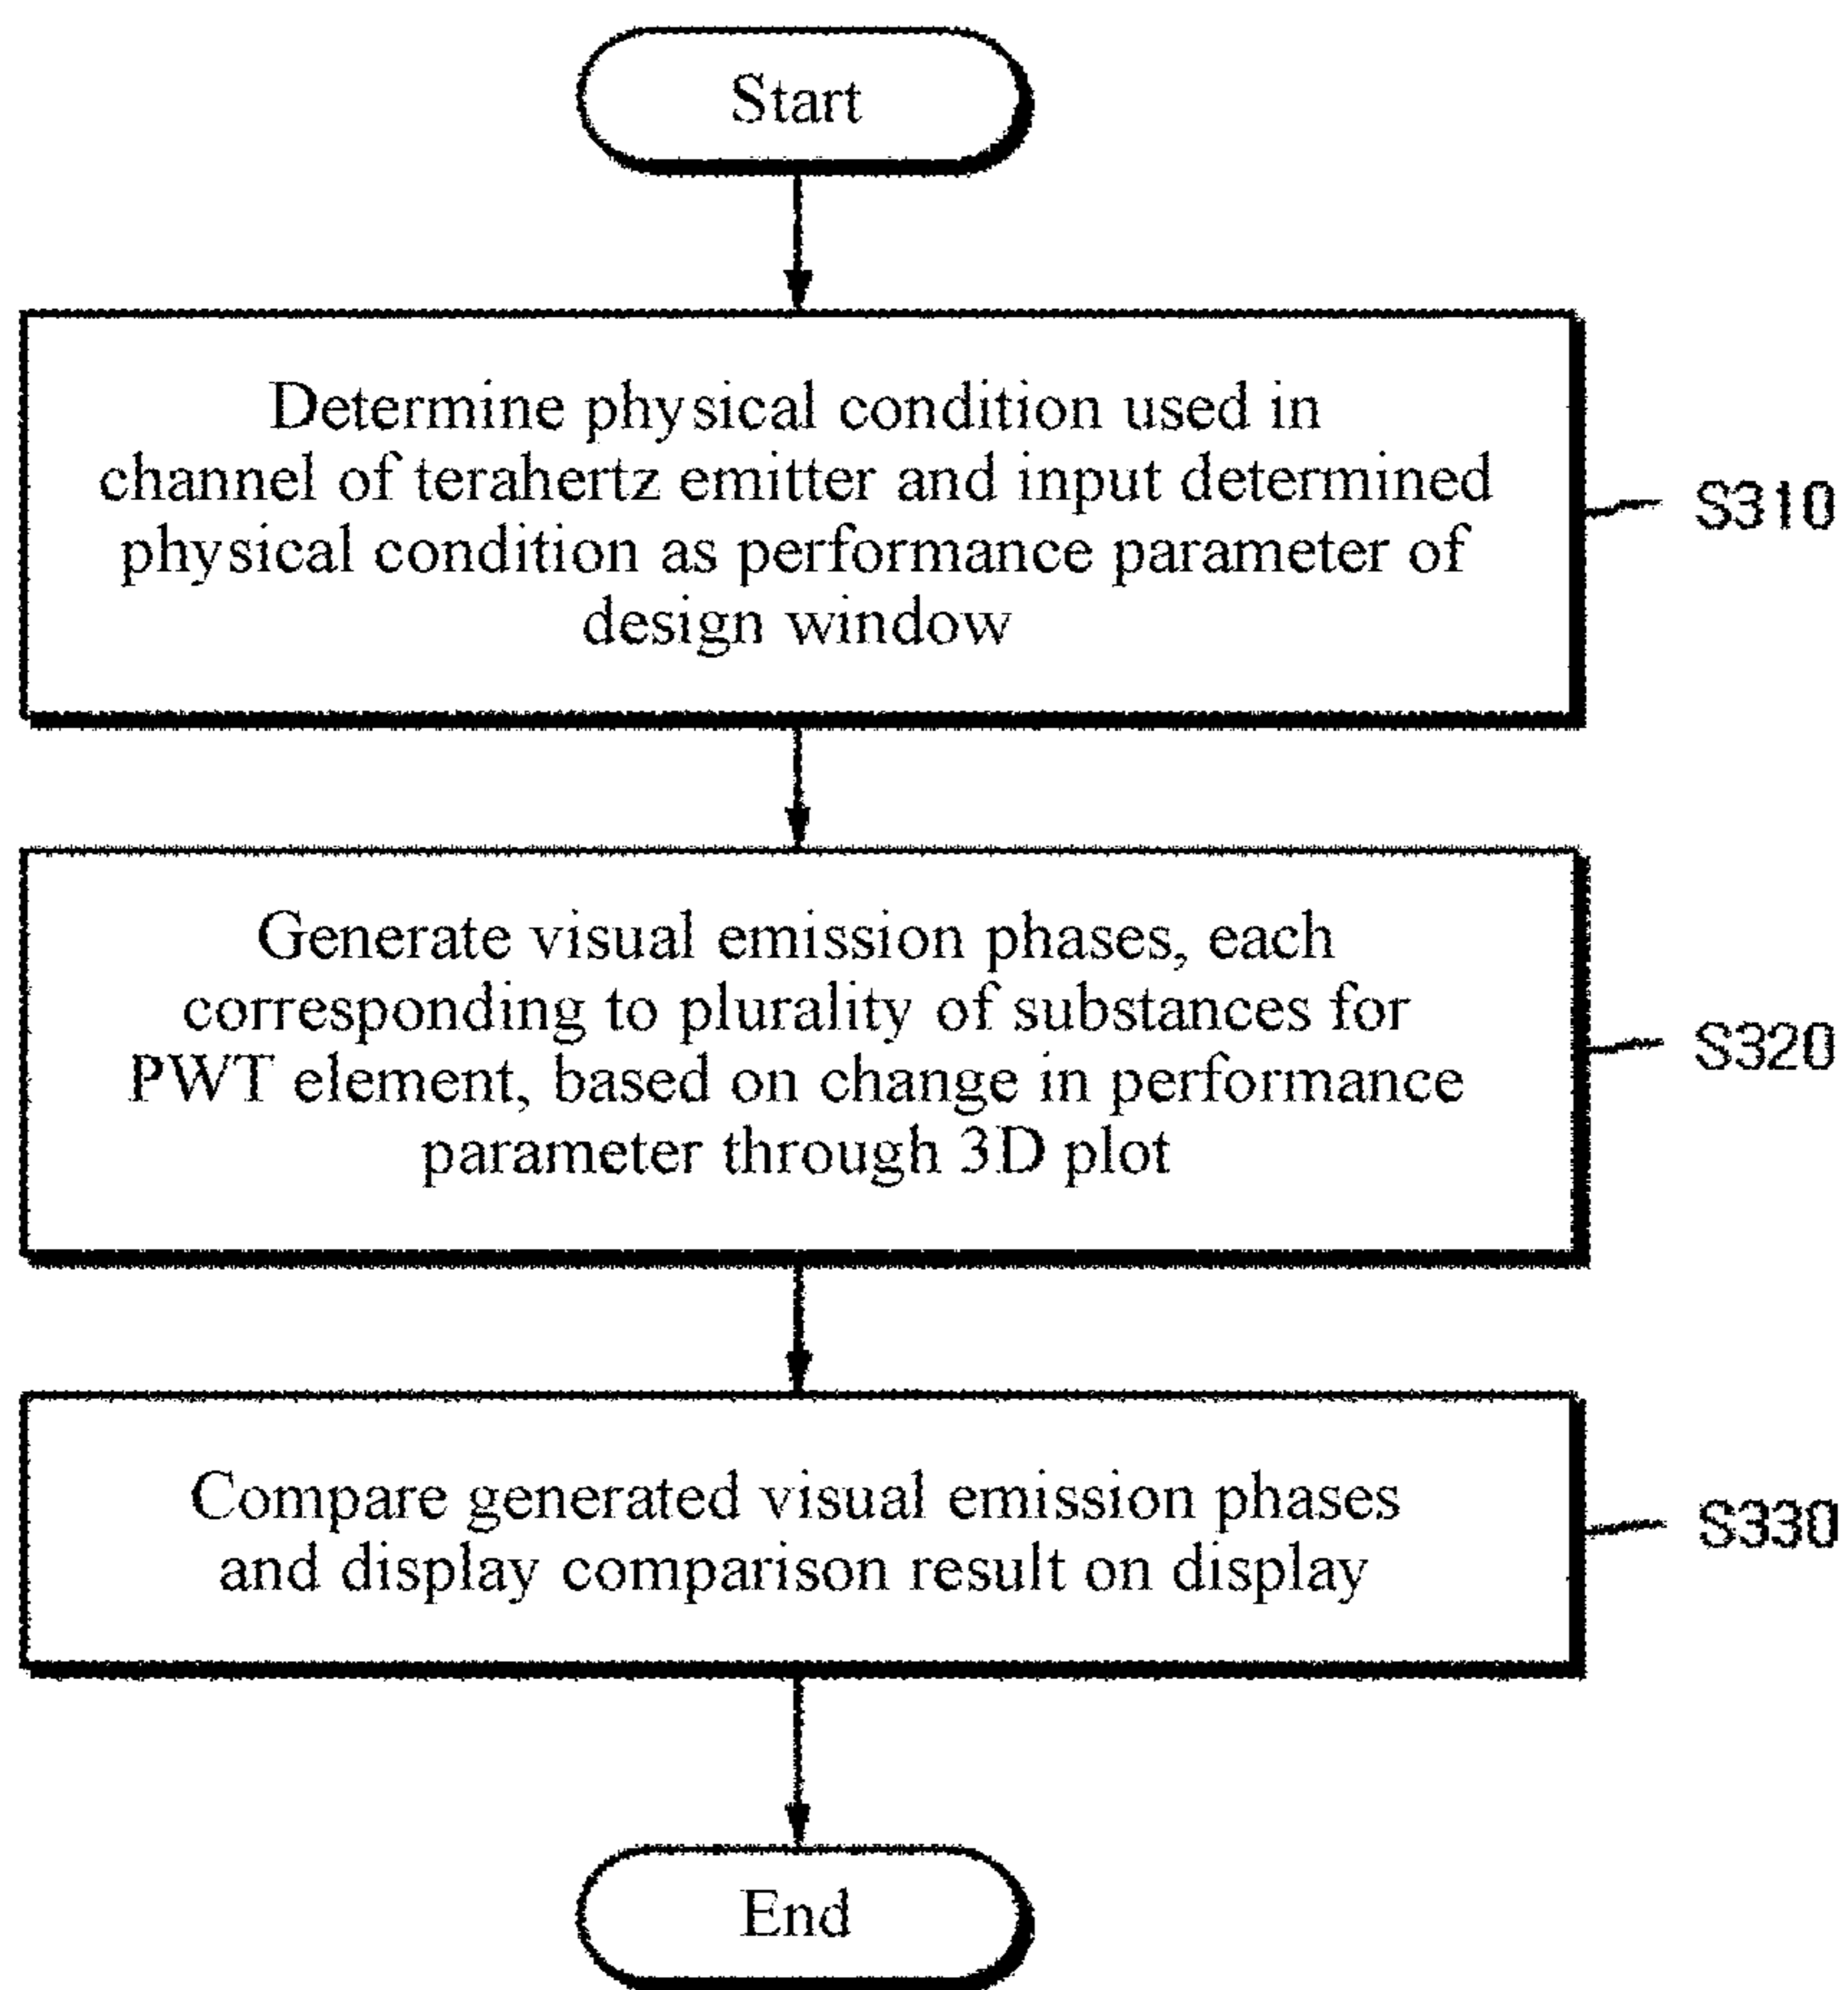 Start
Determine physical condition used in
channel of terahertz emitter and input determined
physical condition as performance parameter of
design window
S310
Generate visual emission phases, each
corresponding to plurality of substances for
PWT element, based on change in performance
parameter through 3D plot
S320
Compare generated visual emission phases
and display comparison result on display
S330
End